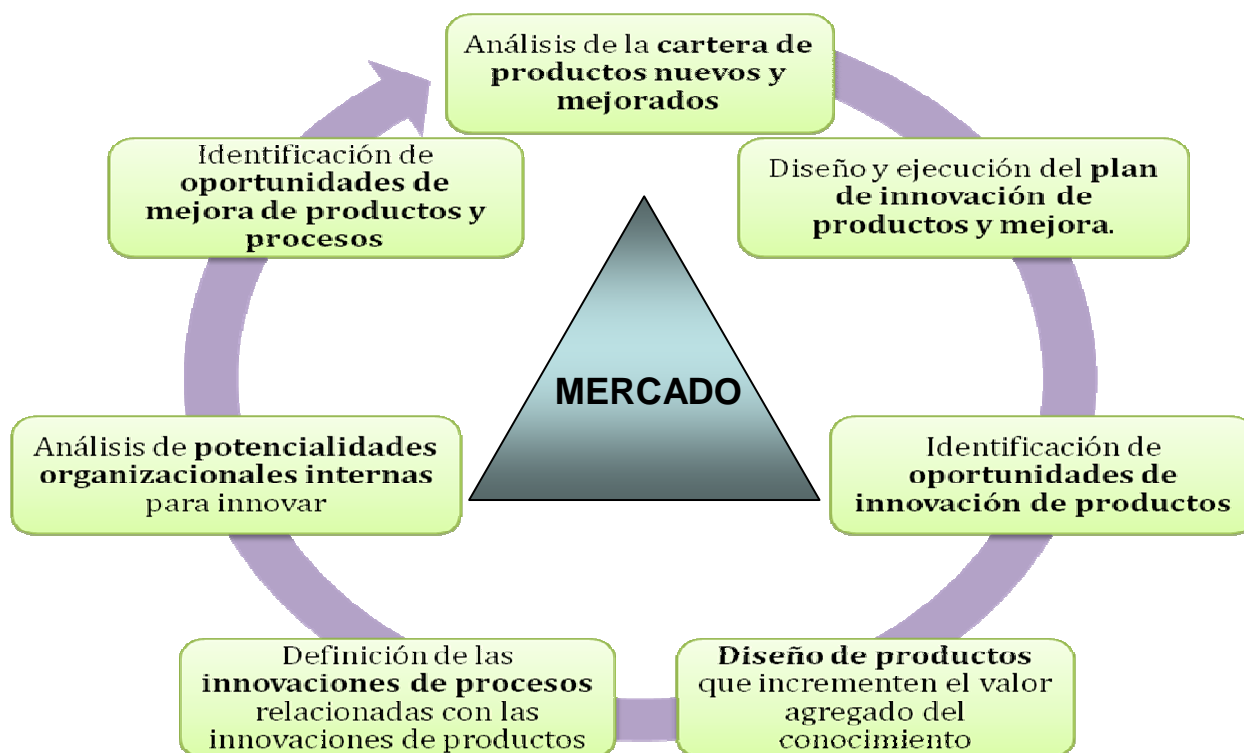 Análisis de la cartera de
productos nuevos y
mejorados
Diseño y ejecución del plan
de innovación de
productos y mejora.
Identificación de
oportunidades de
innovación de productos
Diseño de productos
que incrementen el valor
agregado del
conocimiento
Definición de las
innovaciones de procesos
relacionadas con las
innovaciones de productos
Análisis de potencialidades
organizacionales internas
para innovar
Identificación de
oportunidades de
mejora de productos y
procesos
MERCADO